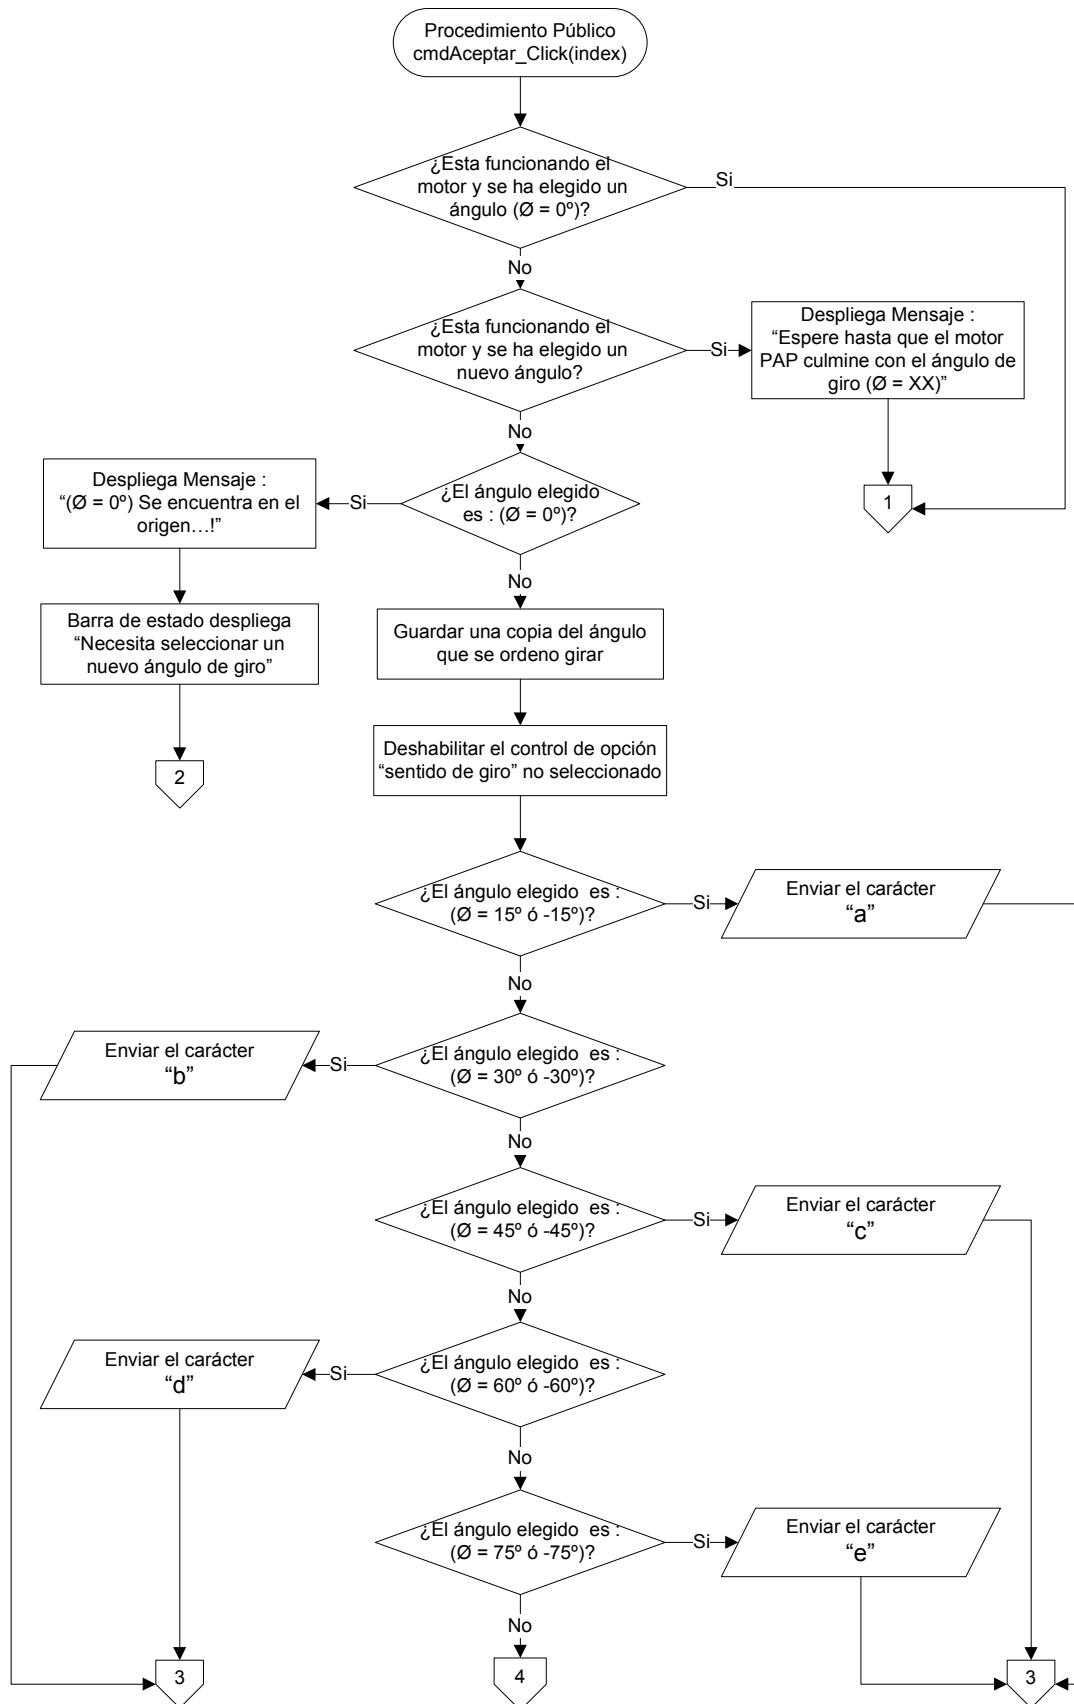 Procedimiento Público
cmdAceptar_Click(index)
¿Esta funcionando el
motor y se ha elegido un
ángulo (Ø = 0º)?
Si
No
¿Esta funcionando el
motor y se ha elegido un
nuevo ángulo?
Si
Despliega Mensaje :
“Espere hasta que el motor
PAP culmine con el ángulo de
giro (Ø = XX)”
No
1
¿El ángulo elegido
es : (Ø = 0º)?
Si
Despliega Mensaje :
“(Ø = 0º) Se encuentra en el
origen…!”
No
Barra de estado despliega
“Necesita seleccionar un
nuevo ángulo de giro”
2
Guardar una copia del ángulo
que se ordeno girar
Deshabilitar el control de opción
“sentido de giro” no seleccionado
¿El ángulo elegido es :
(Ø = 15º ó -15º)?
Si
Enviar el carácter
“a”
No
¿El ángulo elegido es :
(Ø = 30º ó -30º)?
Si
Enviar el carácter
“b”
No
¿El ángulo elegido es :
(Ø = 45º ó -45º)?
Si
Enviar el carácter
“c”
No
¿El ángulo elegido es :
(Ø = 60º ó -60º)?
Si
Enviar el carácter
“d”
No
¿El ángulo elegido es :
(Ø = 75º ó -75º)?
Si
Enviar el carácter
“e”
No
3
4
3